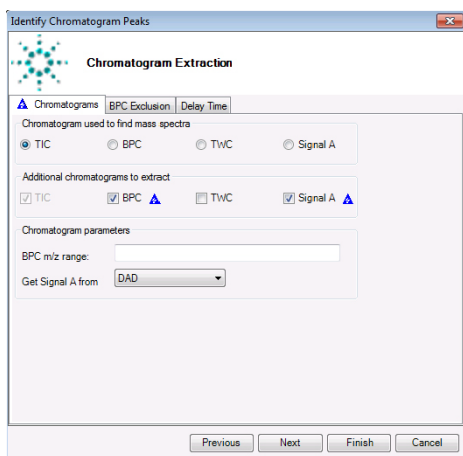 Identify Chromatogram Peaks
Chromatogram Extraction
Chromatograms BPC Exclusion Delay Time
Chromatogram used to find mass spectra
TIC BPC TWC Signal A
Additional chromatograms to extract
TIC BPC TWC Signal A
Chromatogram parameters
BPC m/z range:
Get Signal A from DAD
Previous Next Finish Cancel